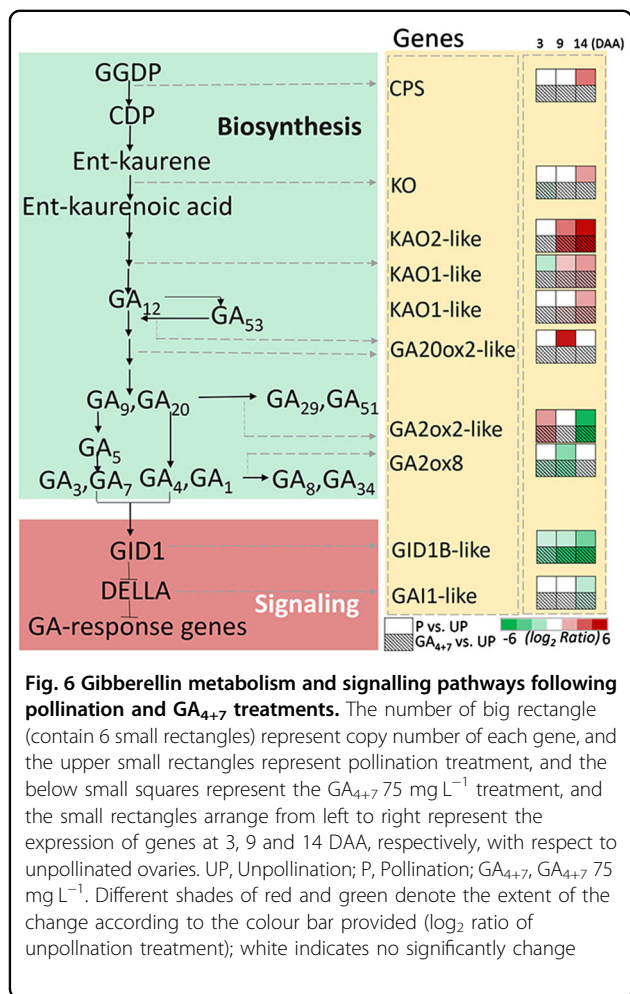 Genes
3 9 14 (DAA)
GGDP
CPS
CDP
Biosynthesis
Ent-kaurene
KO
Ent-kaurenoic acid
KAO2-like
KAO1-like
GA12
KAO1-like
GA53
GA20ox2-like
GA9,GA20
GA29,GA51
GA2ox2-like
GA5
GA2ox8
GA3,GA7
GA4,GA1
GA8,GA34
GID1
GID1B-like
DELLA
Signaling
GAI1-like
GA-response genes
P vs. UP
GA4+7 vs. UP
-6 (log2 Ratio) 6
Fig. 6 Gibberellin metabolism and signalling pathways following
pollination and GA4+7 treatments. The number of big rectangle
(contain 6 small rectangles) represent copy number of each gene, and
the upper small rectangles represent pollination treatment, and the
below small squares represent the GA4+7 75 mg L−1 treatment, and
the small rectangles arrange from left to right represent the
expression of genes at 3, 9 and 14 DAA, respectively, with respect to
unpollinated ovaries. UP, Unpollination; P, Pollination; GA4+7, GA4+7 75
mg L−1. Different shades of red and green denote the extent of the
change according to the colour bar provided (log2 ratio of
unpollnation treatment); white indicates no significantly change